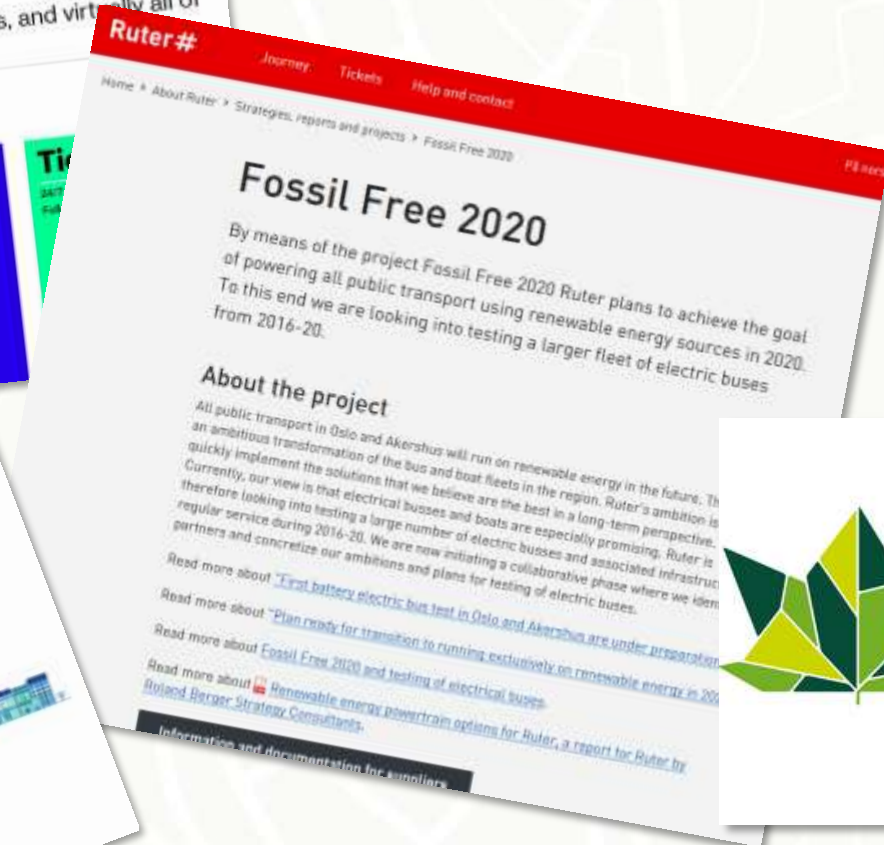 s, and virtually all of
Tic
24/7
Ruter#
Journey Tickets Help and contact
På nors
Home > About Ruter > Strategies, reports and projects > Fossil Free 2020
Fossil Free 2020
By means of the project Fossil Free 2020 Ruter plans to achieve the goal
of powering all public transport using renewable energy sources in 2020.
To this end we are looking into testing a larger fleet of electric buses
from 2016-20.
About the project
All public transport in Oslo and Akershus will run on renewable energy in the future. Th
an ambitious transformation of the bus and boat fleets in the region. Ruter's ambition is
quickly implement the solutions that we believe are the best in a long-term perspective.
Currently, our view is that electrical busses and boats are especially promising. Ruter is
therefore looking into testing a large number of electric busses and associated infrastruc
regular service during 2016-20. We are now initiating a collaborative phase where we iden
partners and concretize our ambitions and plans for testing of electric buses.
Read more about "First battery electric bus test in Oslo and Akershus are under preparation
Read more about "Plan ready for transition to running exclusively on renewable energy in 202
Read more about Fossil Free 2020 and testing of electrical buses.
Read more about Renewable energy powertrain options for Ruter, a report for Ruter by
Roland Berger Strategy Consultants.
Information and documentation for suppliers